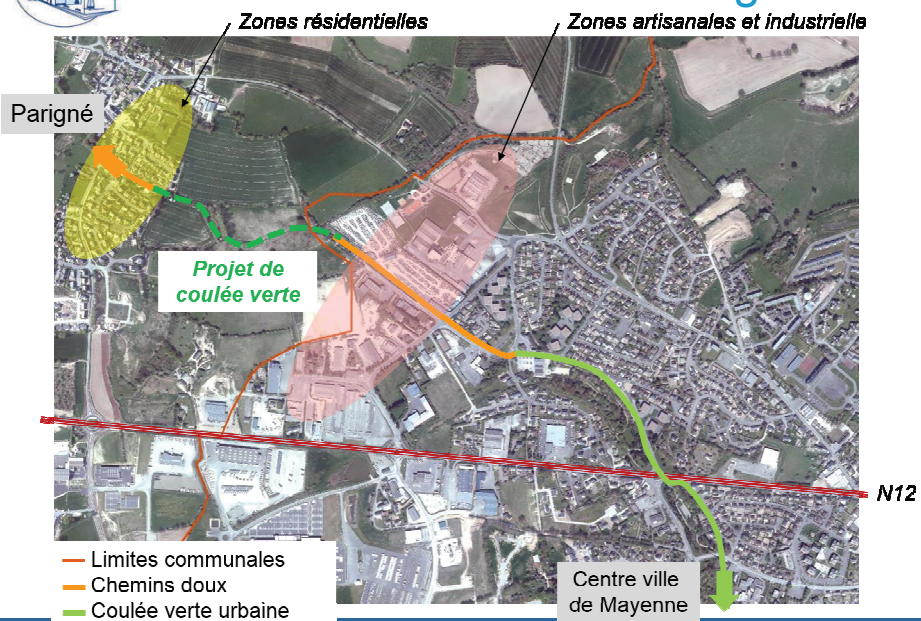 Zones résidentielles
Zones artisanales et industrielle
Parigné
Projet de
coulée verte
N12
Limites communales
Chemins doux
Coulée verte urbaine
Centre ville
de Mayenne